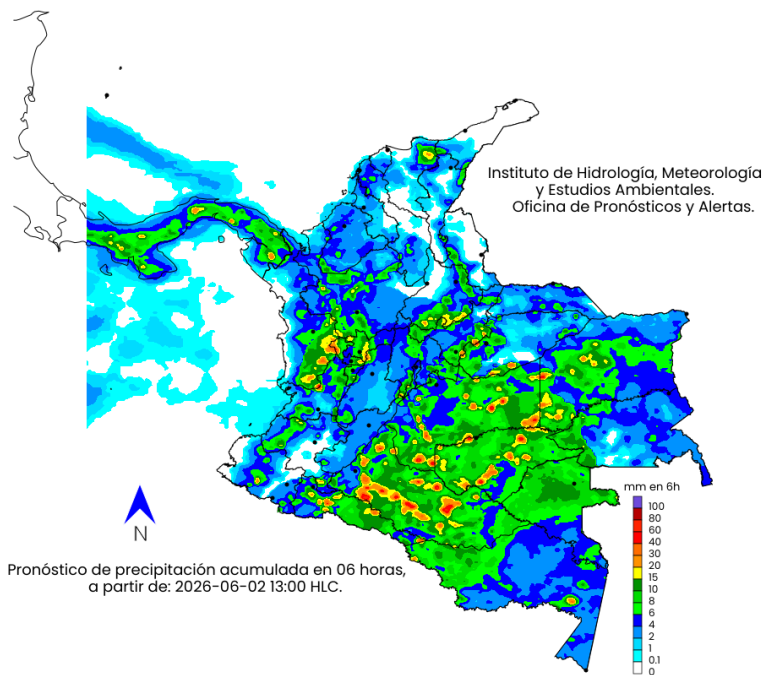 Instituto de Hidrología, Meteorología
y Estudios Ambientales.
Oficina de Pronósticos y Alertas.
mm en 6h
100
80
60
40
30
20
15
10
8
6
4
2
1
0.1
0
N
Pronóstico de precipitación acumulada en 06 horas,
a partir de: 2026-06-02 13:00 HLC.